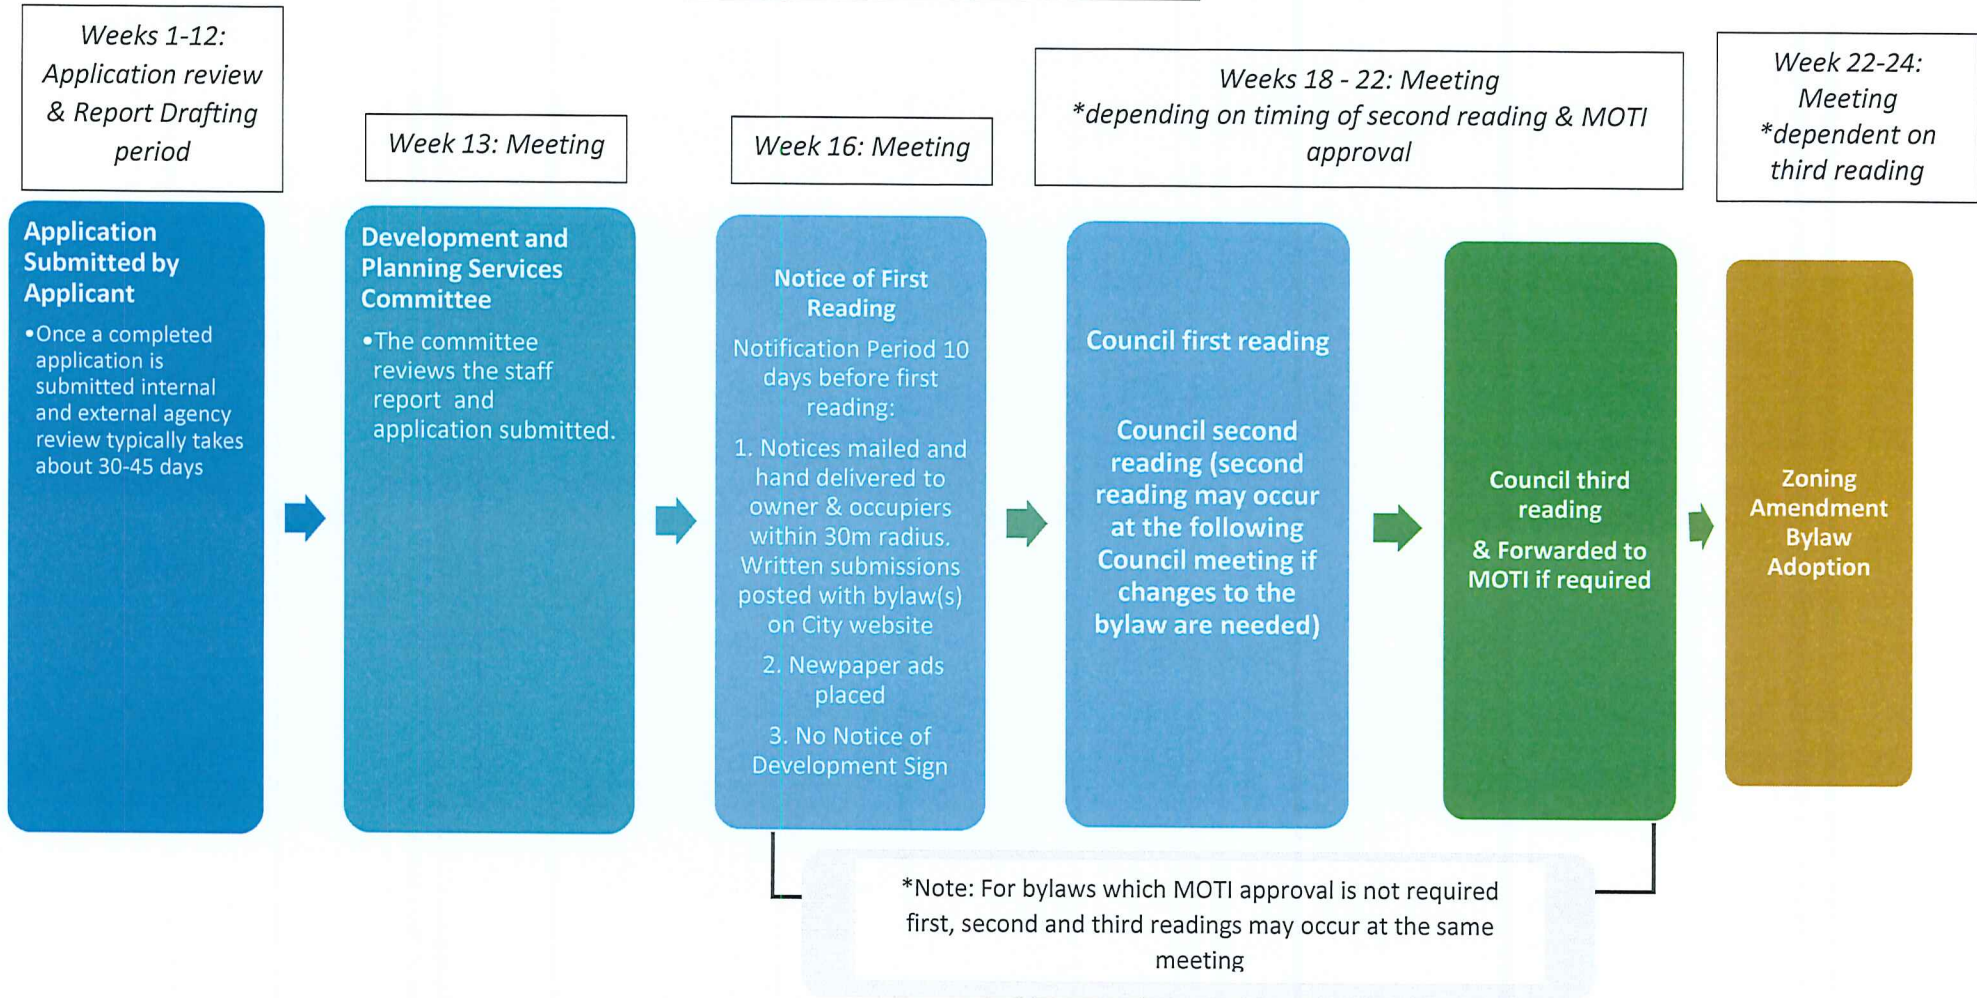 Weeks 1-12:
Application review
& Report Drafting
period
Week 13: Meeting
Week 16: Meeting
Weeks 18 - 22: Meeting
*depending on timing of second reading & MOTI
approval
Week 22-24:
Meeting
*dependent on
third reading
Application
Submitted by
Applicant
•Once a completed
application is
submitted internal
and external agency
review typically takes
about 30-45 days
Development and
Planning Services
Committee
•The committee
reviews the staff
report and
application submitted.
Notice of First
Reading
Notification Period 10
days before first
reading:
1. Notices mailed and
hand delivered to
owner & occupiers
within 30m radius.
Written submissions
posted with bylaw(s)
on City website
2. Newpaper ads
placed
3. No Notice of
Development Sign
Council first reading
Council second
reading (second
reading may occur
at the following
Council meeting if
changes to the
bylaw are needed)
Council third
reading
& Forwarded to
MOTI if required
Zoning
Amendment
Bylaw
Adoption
*Note: For bylaws which MOTI approval is not required
first, second and third readings may occur at the same
meeting